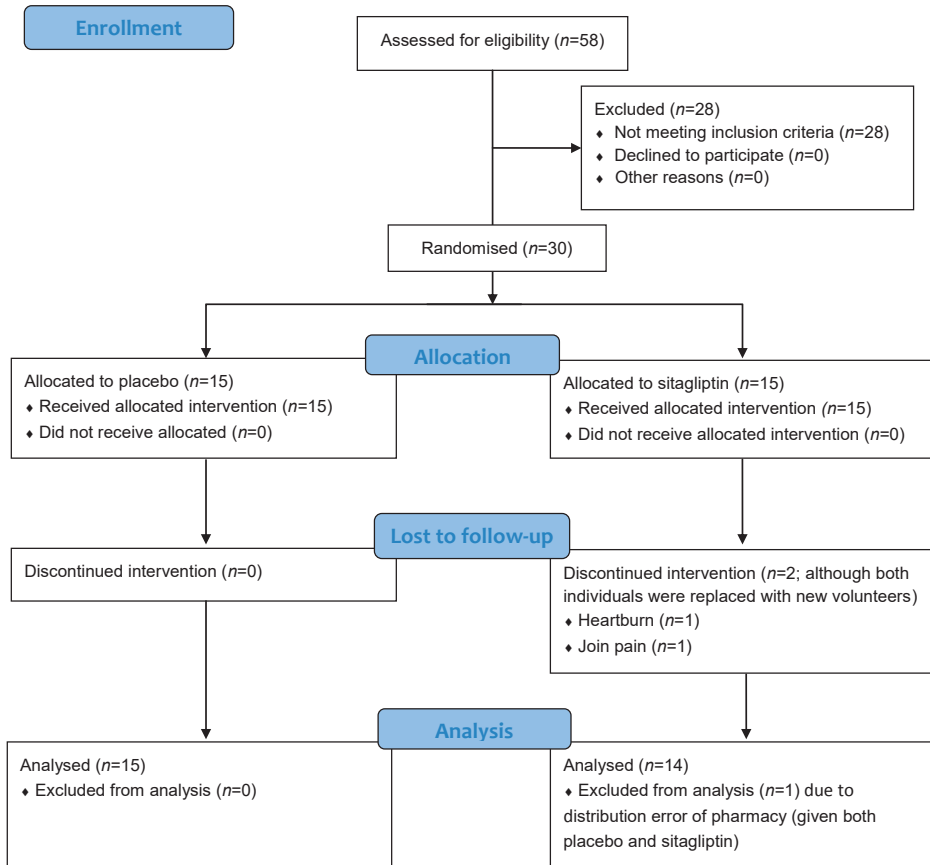 Enrollment
Assessed for eligibility (n=58)
Excluded (n=28)
♦ Not meeting inclusion criteria (n=28)
♦ Declined to participate (n=0)
♦ Other reasons (n=0)
Randomised (n=30)
Allocation
Allocated to placebo (n=15)
♦ Received allocated intervention (n=15)
♦ Did not receive allocated (n=0)
Allocated to sitagliptin (n=15)
♦ Received allocated intervention (n=15)
♦ Did not receive allocated intervention (n=0)
Lost to follow-up
Discontinued intervention (n=0)
Discontinued intervention (n=2; although both
individuals were replaced with new volunteers)
♦ Heartburn (n=1)
♦ Join pain (n=1)
Analysis
Analysed (n=15)
♦ Excluded from analysis (n=0)
Analysed (n=14)
♦ Excluded from analysis (n=1) due to
distribution error of pharmacy (given both
placebo and sitagliptin)